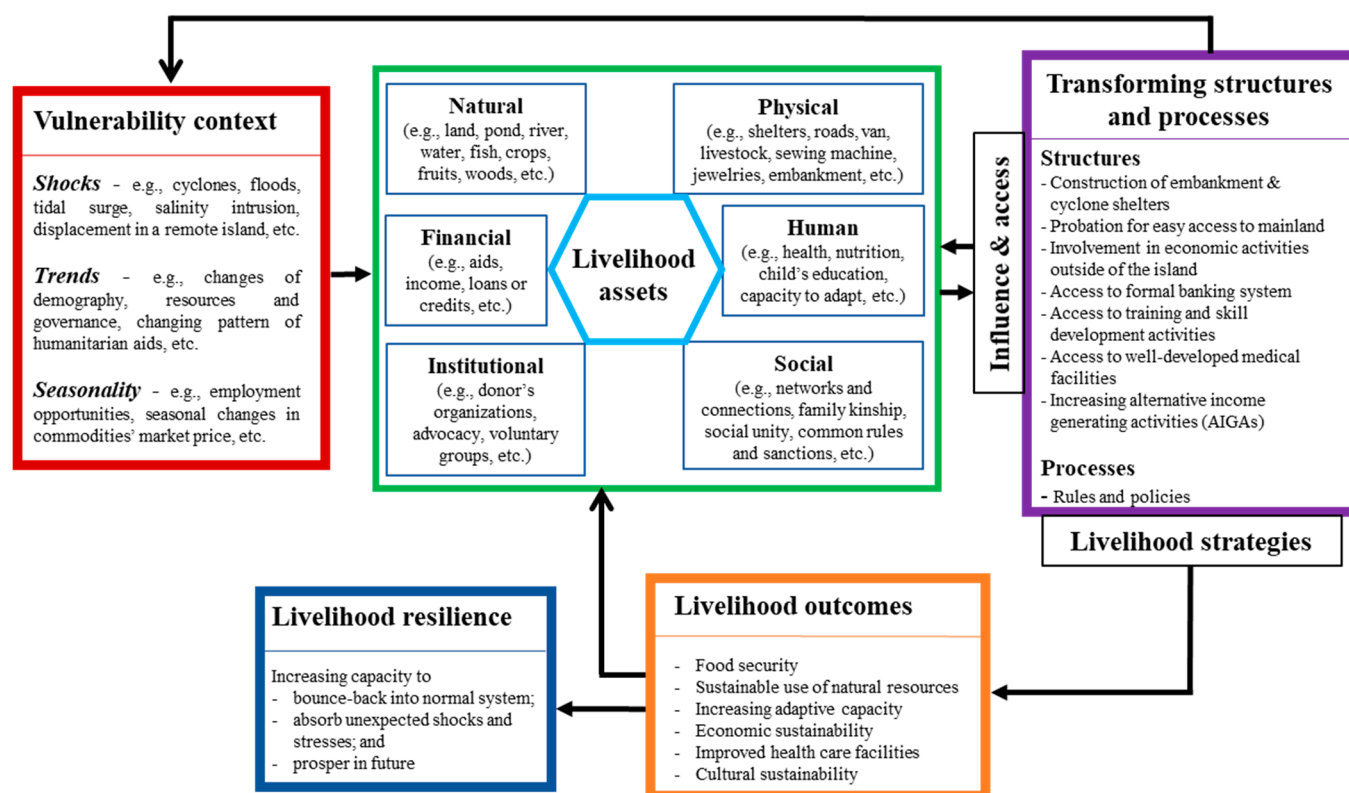 Vulnerability context
Shocks - e.g., cyclones, floods,
tidal surge, salinity intrusion,
displacement in a remote island, etc.
Trends - e.g., changes of
demography, resources and
governance, changing pattern of
humanitarian aids, etc.
Seasonality – e.g., employment
opportunities, seasonal changes in
commodities' market price, etc.
Natural
(e.g., land, pond, river,
water, fish, crops,
fruits, woods, etc.)
Physical
(e.g., shelters, roads, van,
livestock, sewing machine,
jewelries, embankment, etc.)
Financial
(e.g., aids,
income, loans or
credits, etc.)
Livelihood
assets
Human
(e.g., health, nutrition,
child's education,
capacity to adapt, etc.)
Institutional
(e.g., donor's
organizations,
advocacy, voluntary
groups, etc.)
Social
(e.g., networks and
connections, family kinship,
social unity, common rules
and sanctions, etc.)
Influence & access
Transforming structures
and processes
Structures
- Construction of embankment &
cyclone shelters
- Probation for easy access to mainland
- Involvement in economic activities
outside of the island
- Access to formal banking system
- Access to training and skill
development activities
- Access to well-developed medical
facilities
- Increasing alternative income
generating activities (AIGAs)
Processes
- Rules and policies
Livelihood strategies
Livelihood outcomes
- Food security
- Sustainable use of natural resources
- Increasing adaptive capacity
- Economic sustainability
- Improved health care facilities
- Cultural sustainability
Livelihood resilience
Increasing capacity to
- bounce-back into normal system;
- absorb unexpected shocks and
stresses; and
- prosper in future